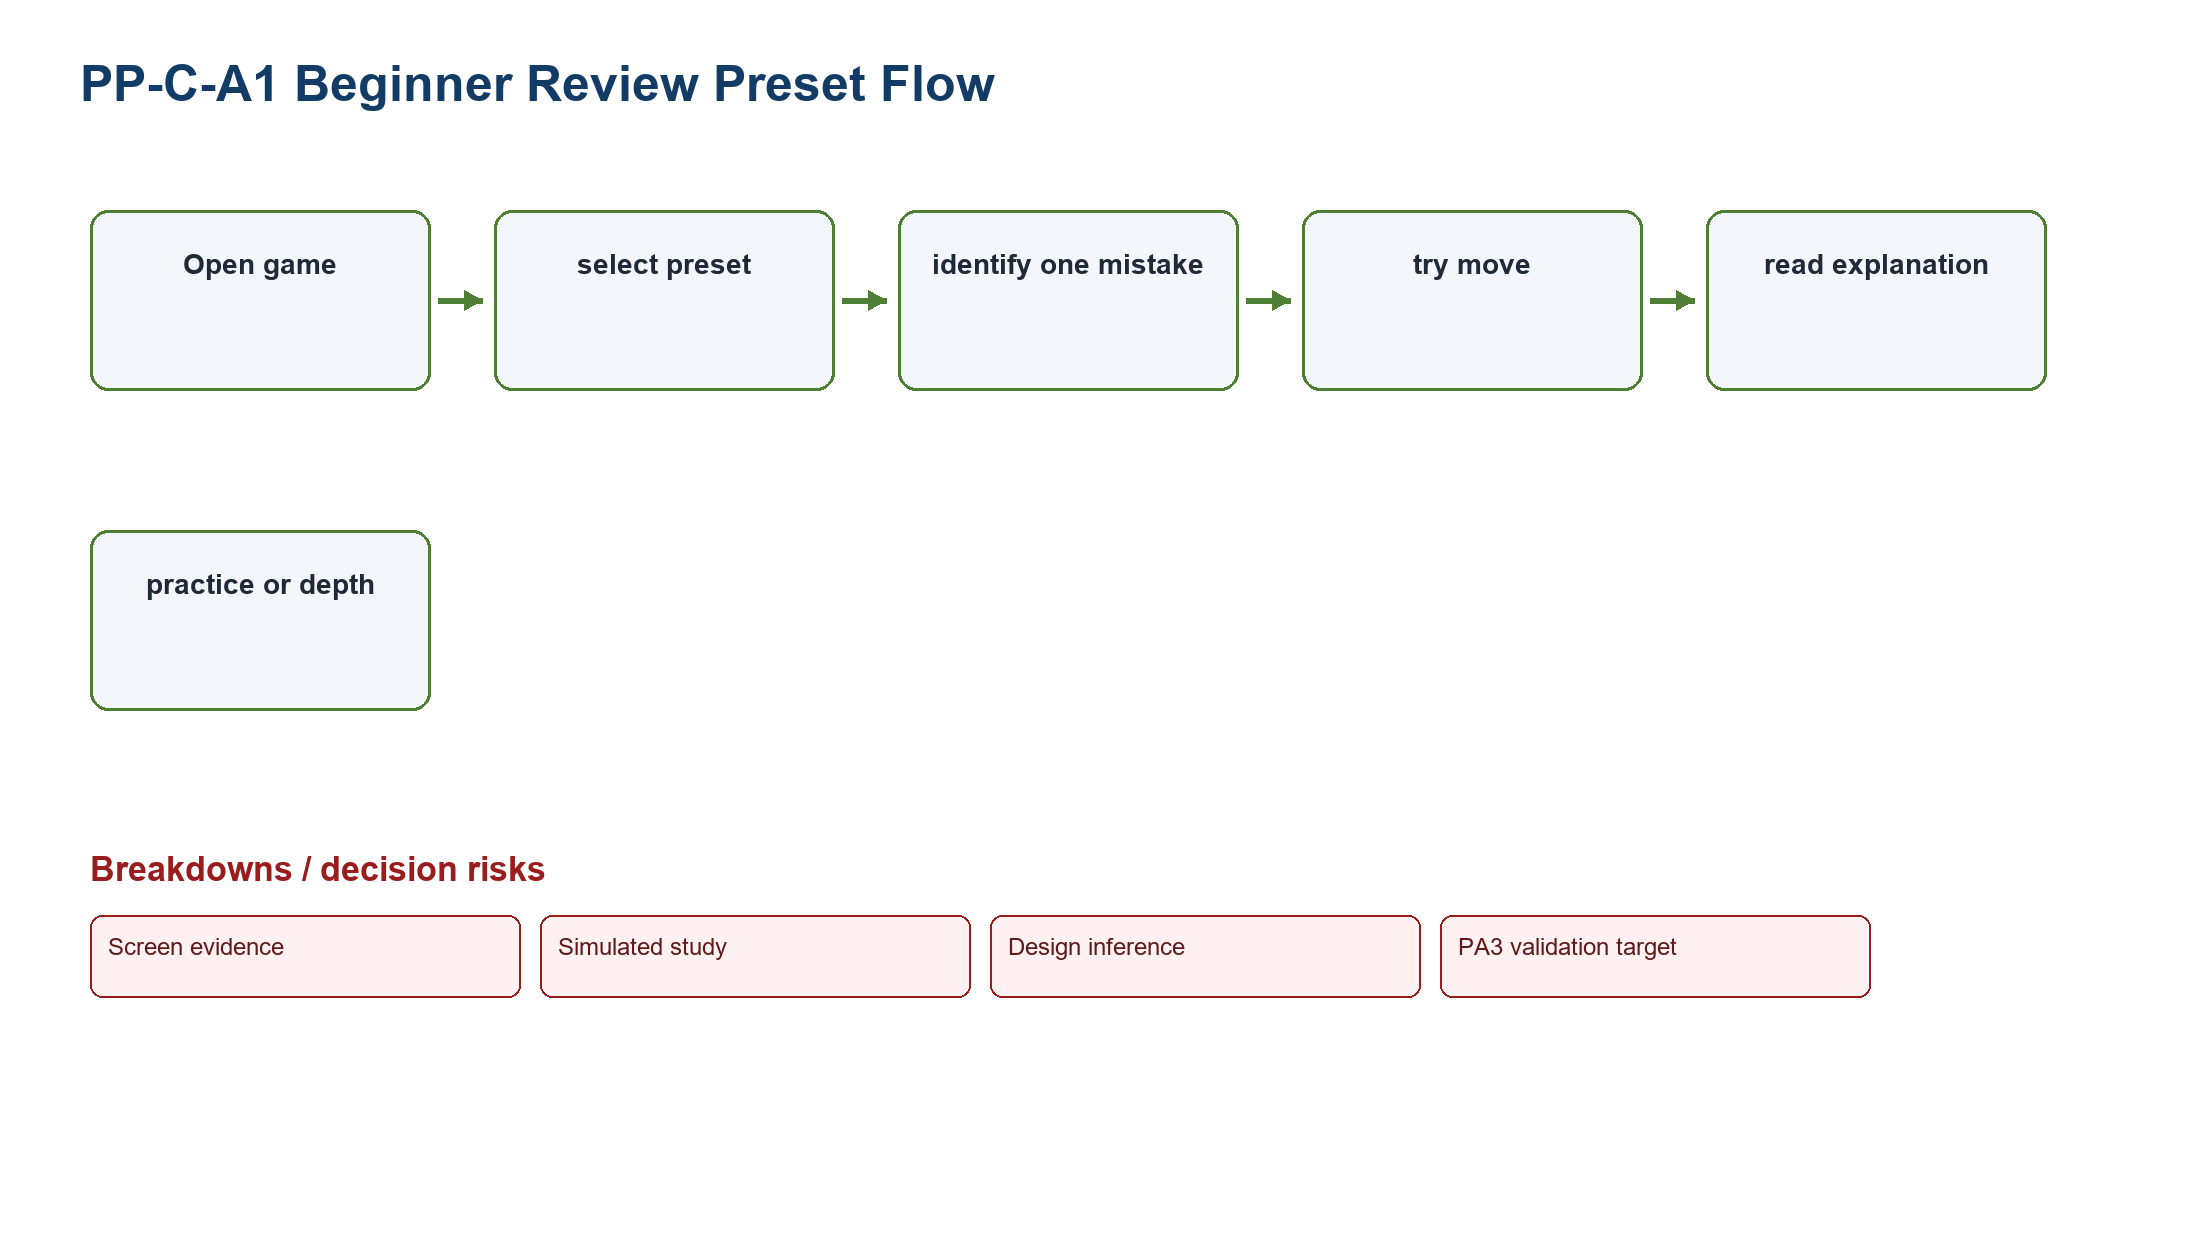 PP-C-A1 Beginner Review Preset Flow
Open game
select preset
identify one mistake
try move
read explanation
practice or depth
Breakdowns / decision risks
Screen evidence
Simulated study
Design inference
PA3 validation target